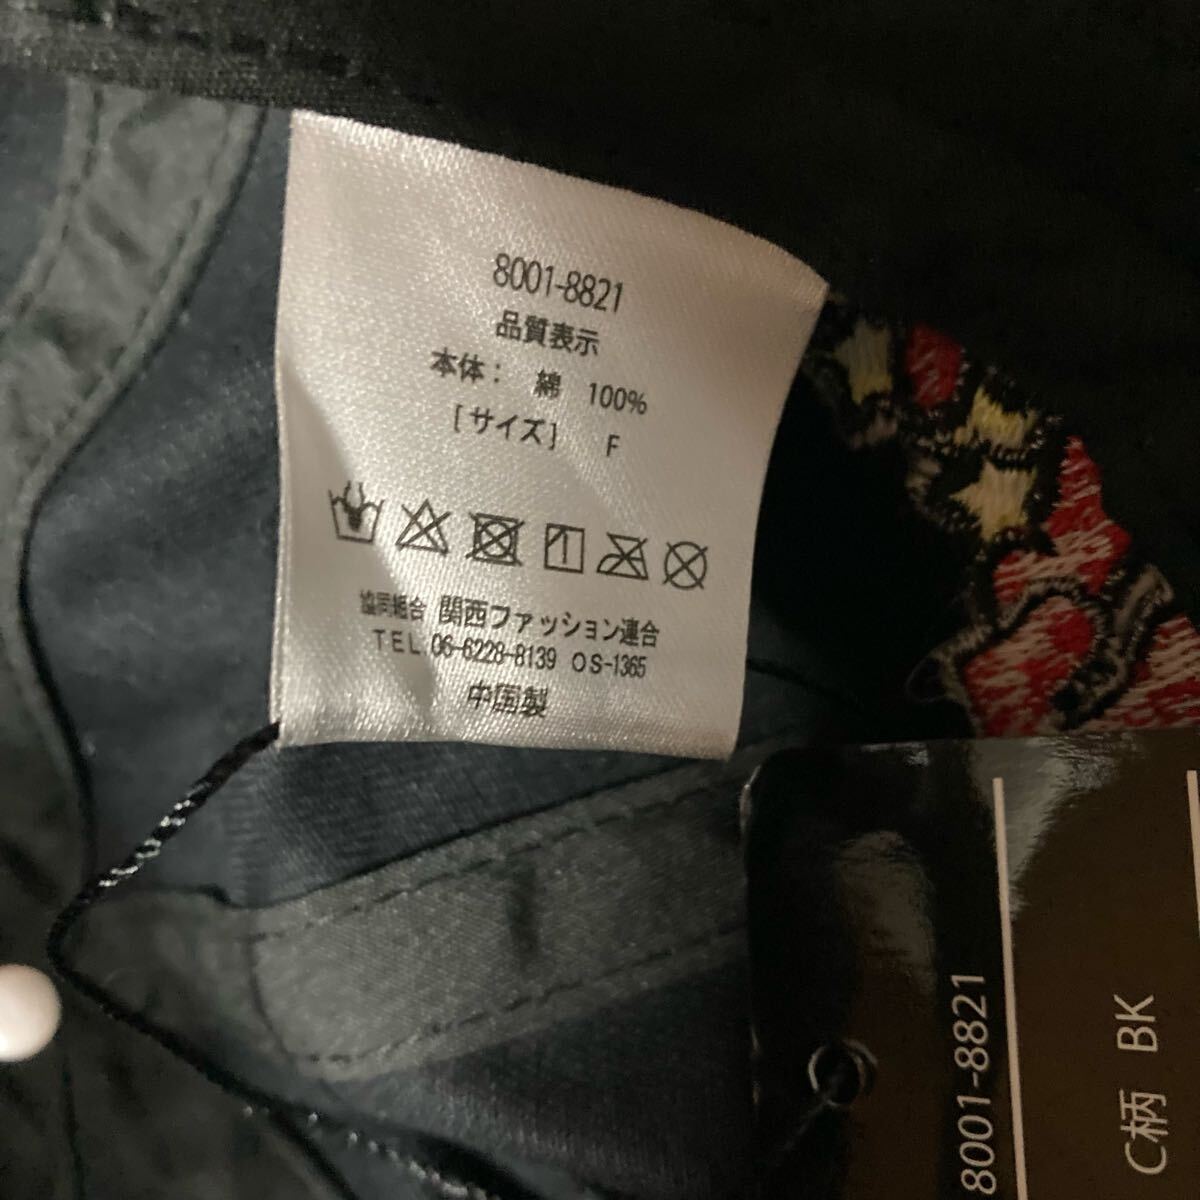 8001-8821
品質表示
本体： 綿 100%
[サイズ] F
協同組合 関西ファッション連合
TEL.06-6228-8139 OS-1365
中国製
8001-8821
C柄 BK